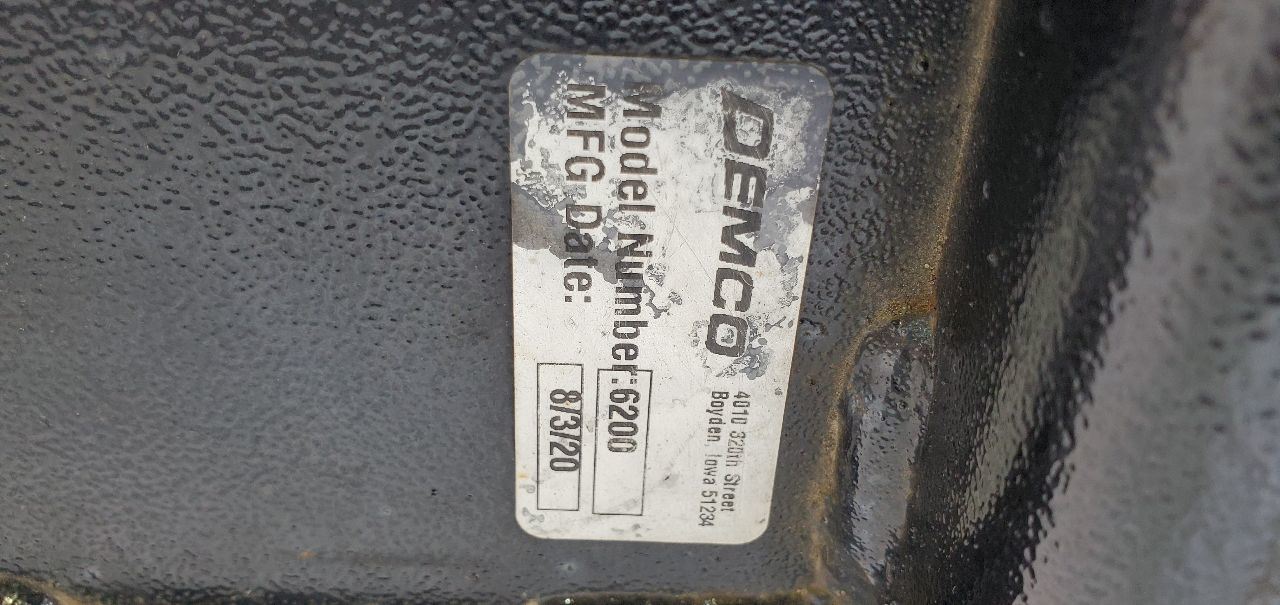 DEMCO
4010 320th Street
Boyden, Iowa 51234
Model Number: 6200
MFG Date: 8/3/20